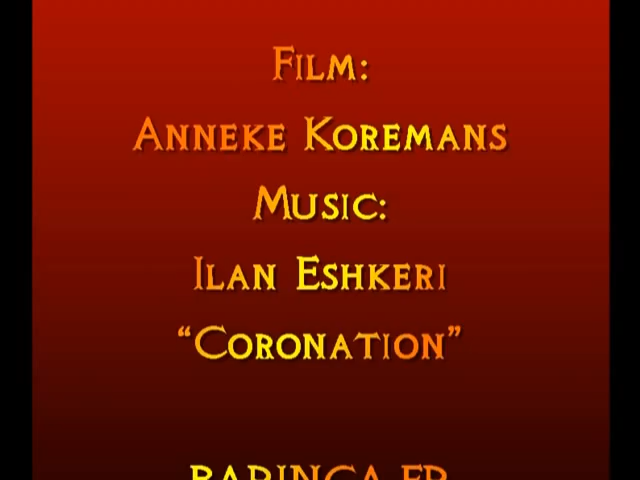 Film:
Anneke Koremans
Music:
Ilan Eshkeri
"Coronation"